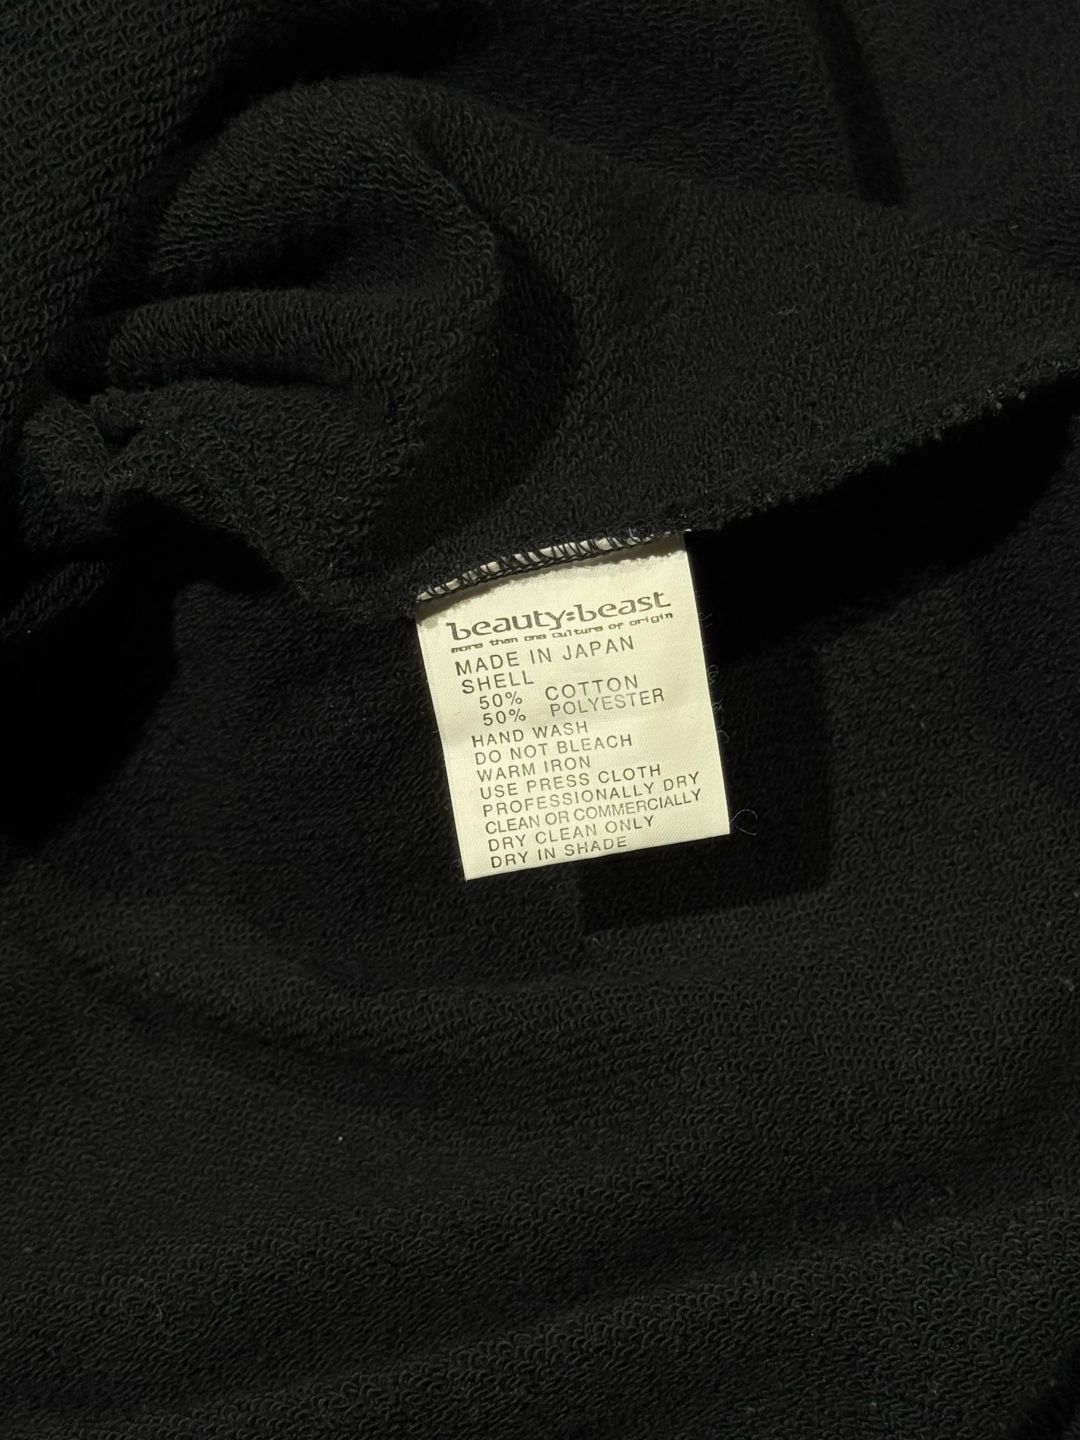 beauty:beast
more than one culture of origin
MADE IN JAPAN
SHELL
50% COTTON
50% POLYESTER
HAND WASH
DO NOT BLEACH
WARM IRON
USE PRESS CLOTH
PROFESSIONALLY DRY
CLEAN OR COMMERCIALLY
DRY CLEAN ONLY
DRY IN SHADE